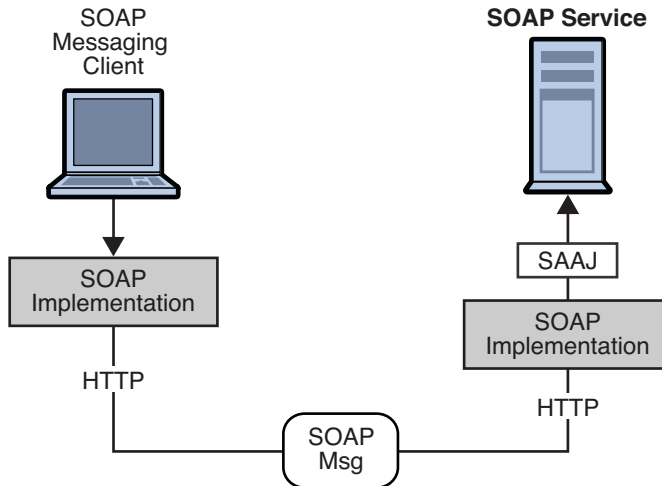 SOAP
Messaging
Client
SOAP Service
SOAP
Implementation
SAAJ
SOAP
Implementation
HTTP
HTTP
SOAP
Msg